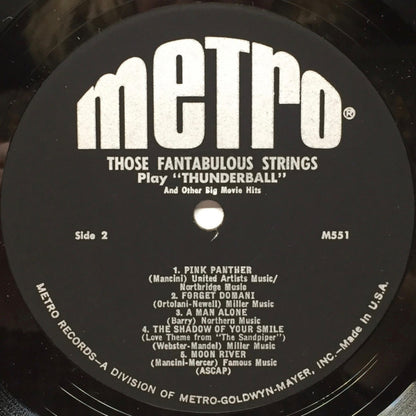 meTro®
THOSE FANTABULOUS STRINGS
Play "THUNDERBALL"
And Other Big Movie Hits
Side 2
M551
1. PINK PANTHER
(Mancini) United Artists Music/
Northridge Music
2. FORGET DOMANI
(Ortolani-Newell) Miller Music
3. A MAN ALONE
(Barry) Northern Music
4. THE SHADOW OF YOUR SMILE
(Love Theme from "The Sandpiper")
(Webster-Mandel) Miller Music
5. MOON RIVER
(Mancini-Mercer) Famous Music
(ASCAP)
METRO RECORDS—A DIVISION OF METRO-GOLDWYN-MAYER, INC.—Made in U.S.A.